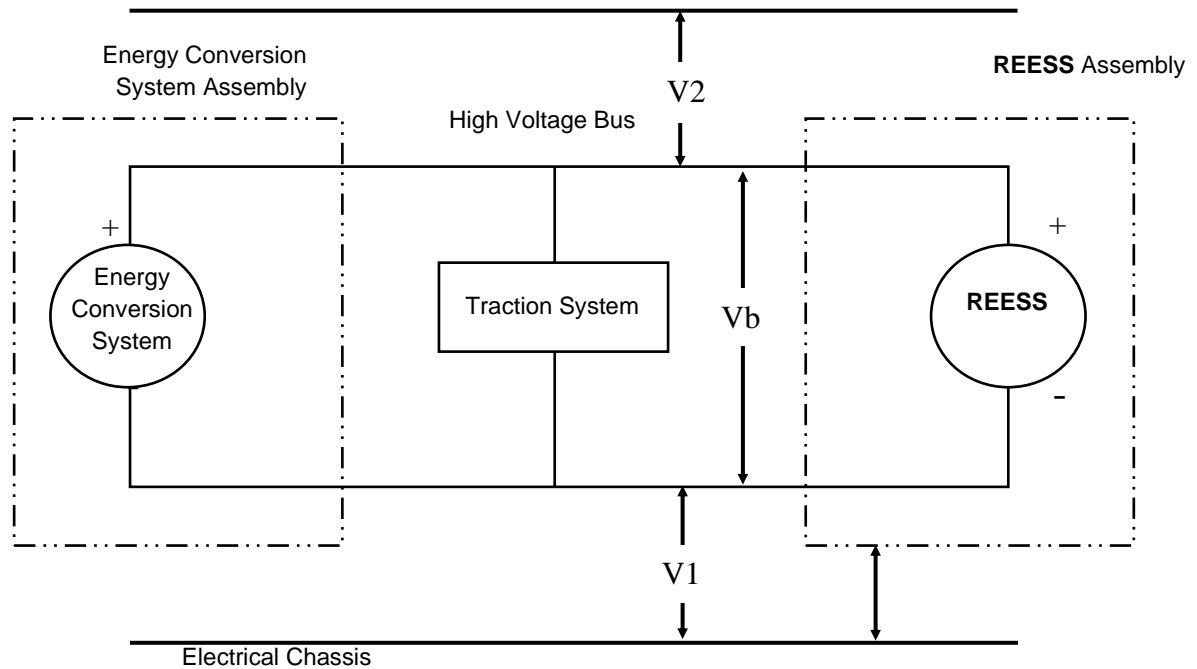 Energy Conversion
System Assembly
V2
REESS Assembly
High Voltage Bus
+
+
Energy
Conversion
System
-
Traction System
Vb
REESS
-
V1
Electrical Chassis